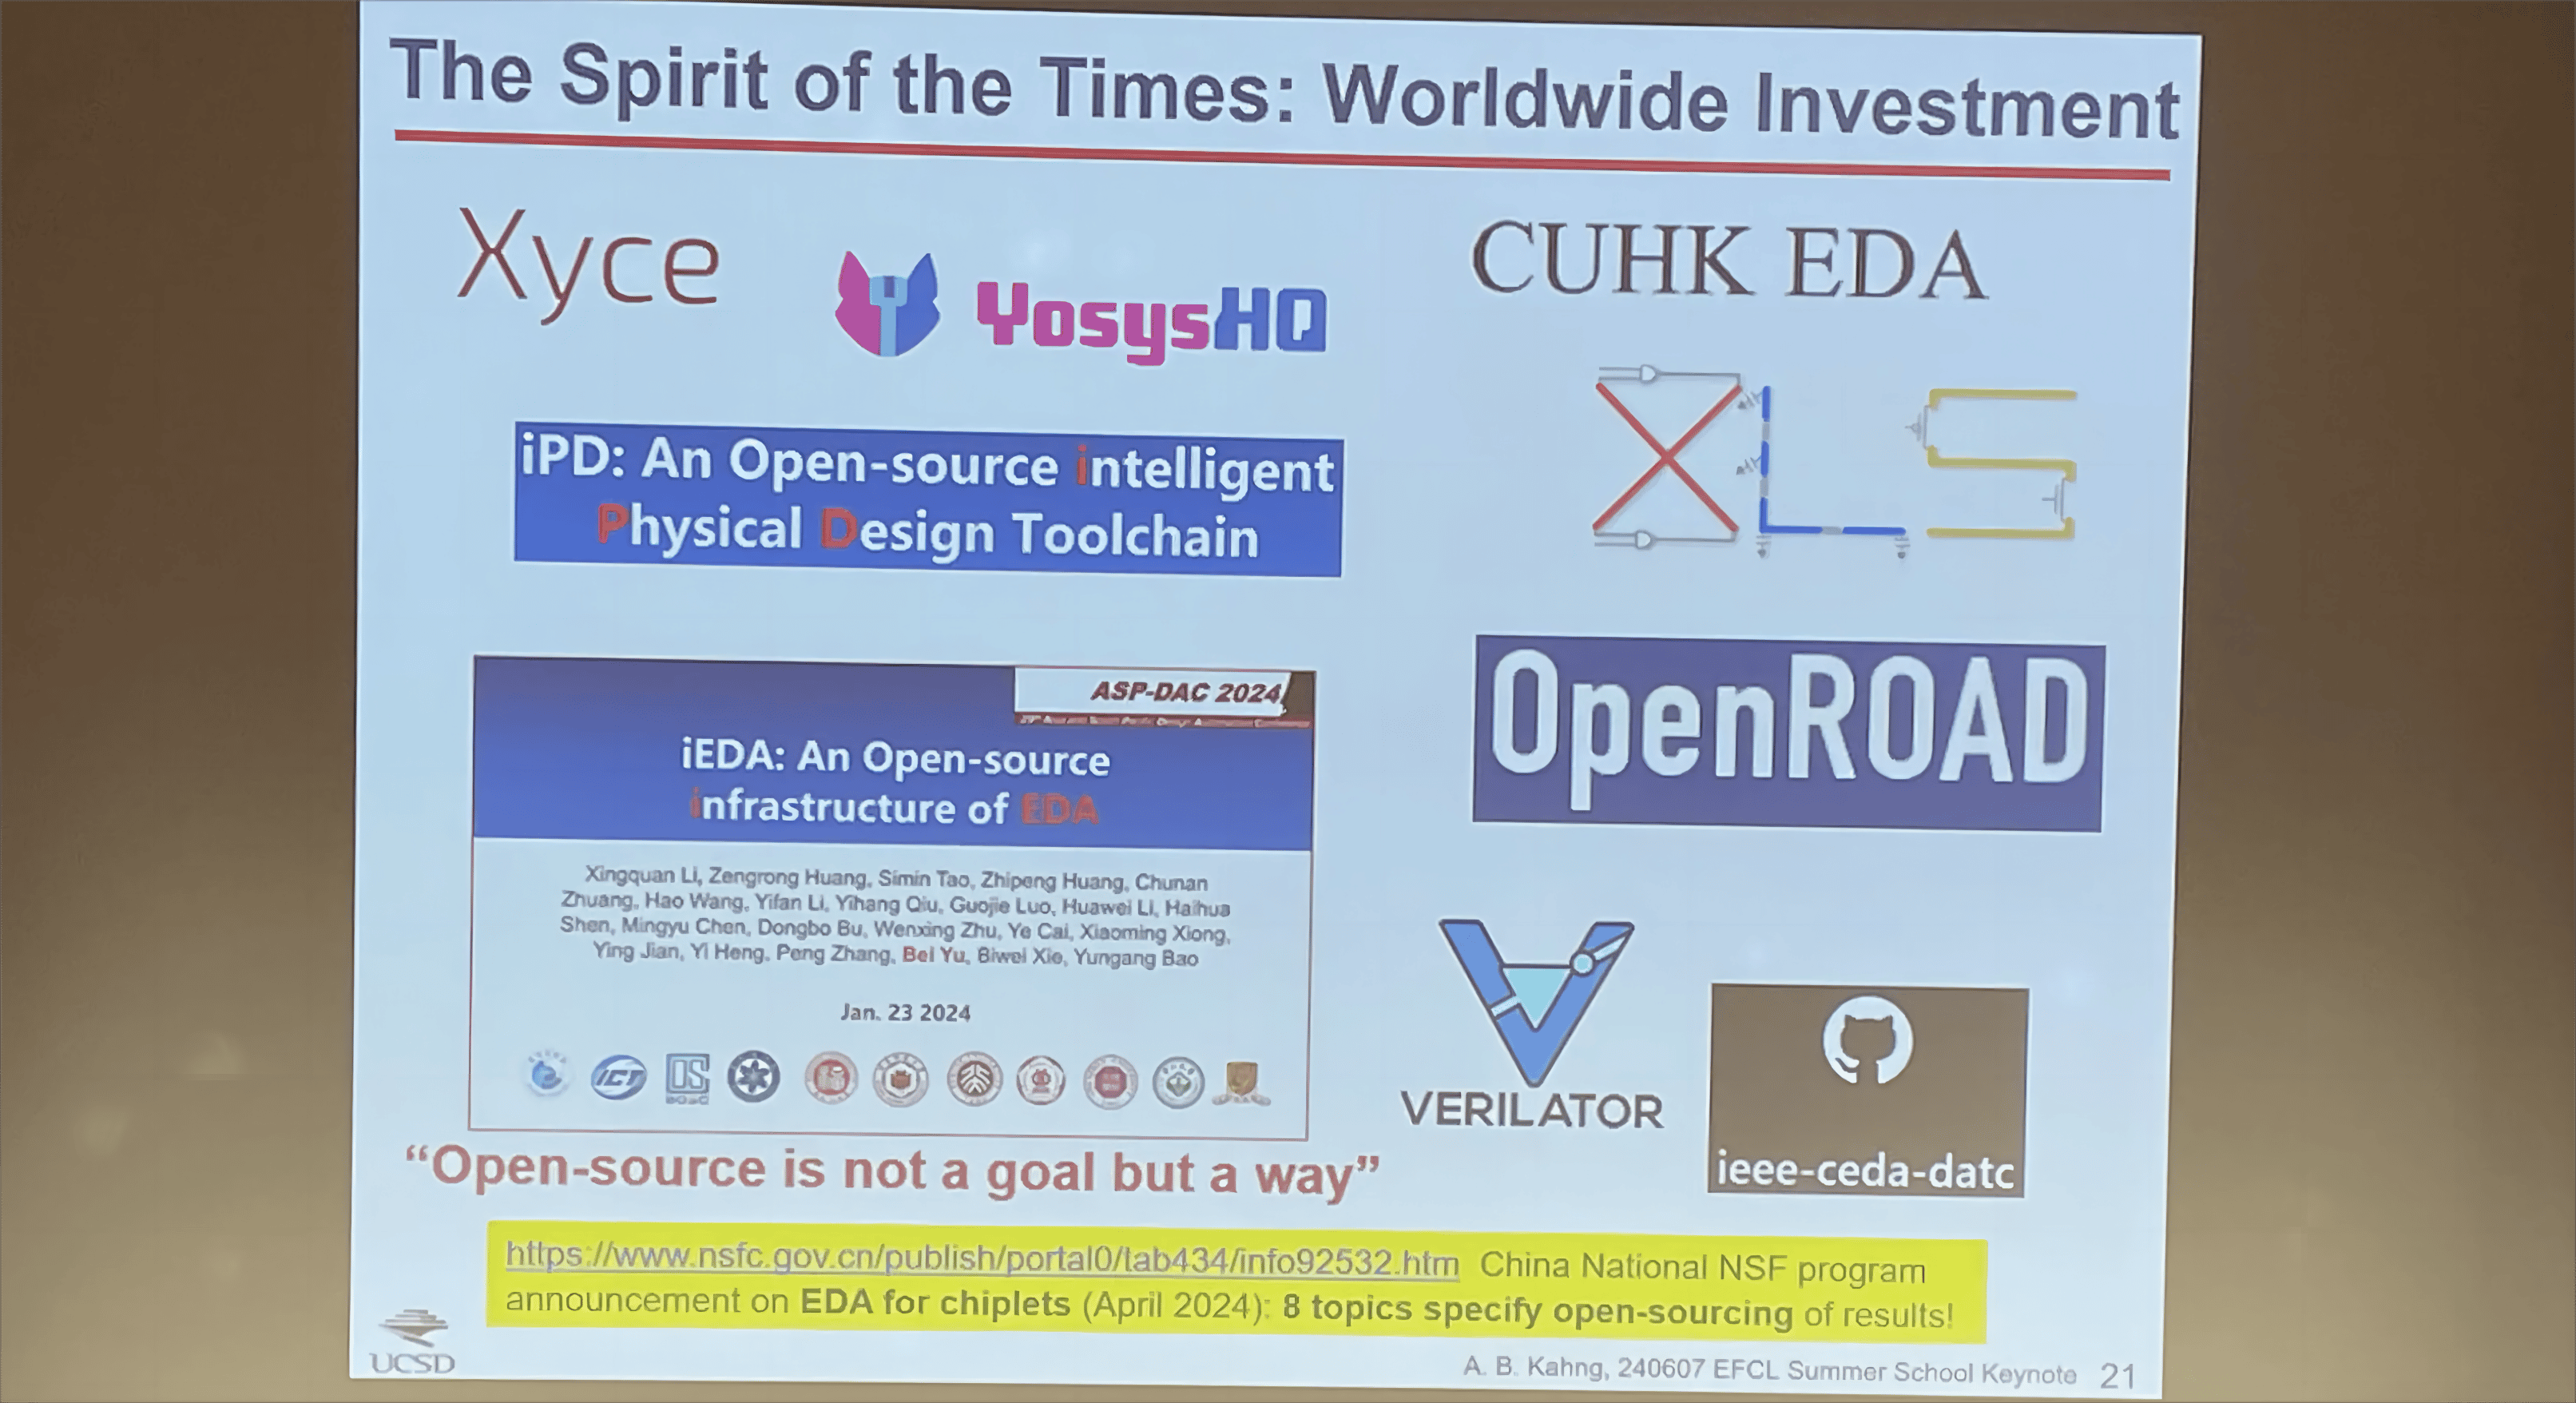 The Spirit of the Times: Worldwide Investment
Xyce
YosysHQ
CUHK EDA
XLS
iPD: An Open-source intelligent
Physical Design Toolchain
OpenROAD
ASP-DAC 2024
iEDA: An Open-source
infrastructure of EDA
Xingquan Li, Zengrong Huang, Simin Tao, Zhipeng Huang, Chunan
Zhuang, Hao Wang, Yifan Li, Yihang Qiu, Guojie Luo, Huawei Li, Haihua
Shen, Mingyu Chen, Dongbo Bu, Wenxing Zhu, Ye Cai, Xiaoming Xiong,
Ying Jian, Yi Heng, Peng Zhang, Bei Yu, Biwei Xie, Yungang Bao
Jan. 23 2024
ICT
VERILATOR
ieee-ceda-datc
“Open-source is not a goal but a way”
https://www.nsfc.gov.cn/publish/portal0/tab434/info92532.htm China National NSF program
announcement on EDA for chiplets (April 2024): 8 topics specify open-sourcing of results!
UCSD
A. B. Kahng, 240607 EFCL Summer School Keynote 21